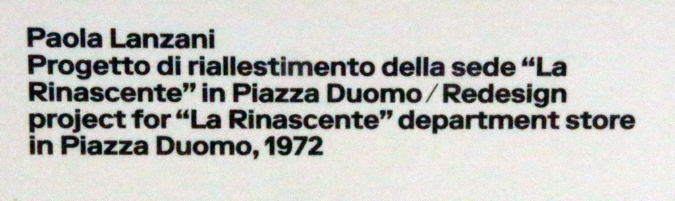 Paola Lanzani
Progetto di riallestimento della sede “La
Rinascente” in Piazza Duomo / Redesign
project for “La Rinascente” department store
in Piazza Duomo, 1972